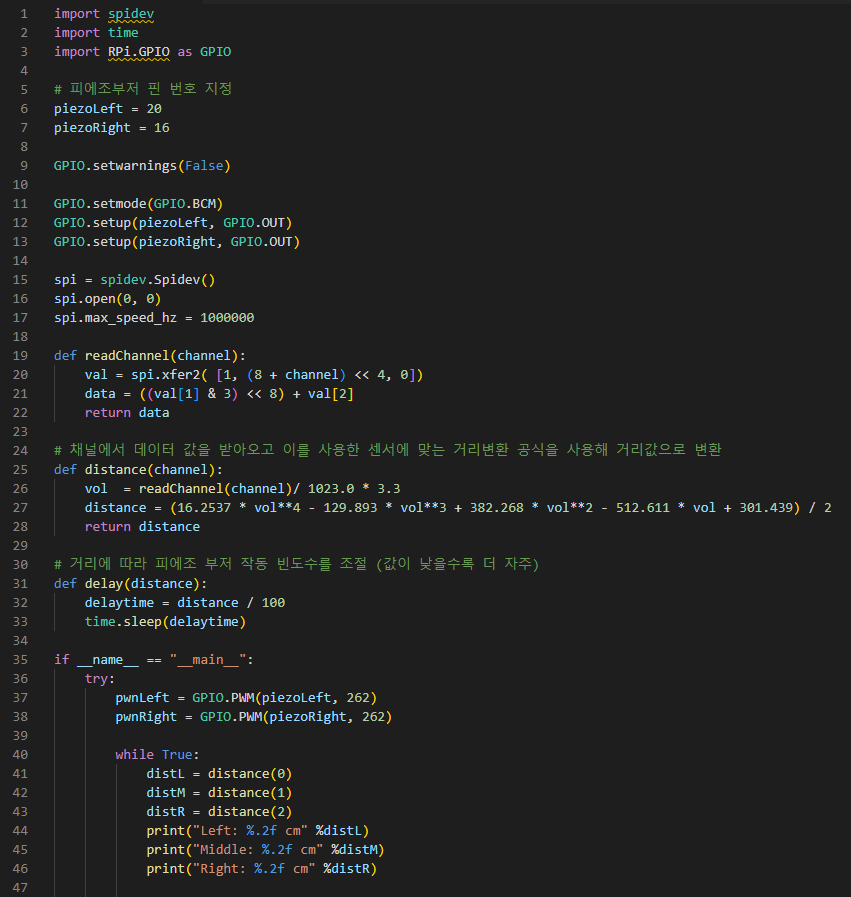 1 import spidev
2 import time
3 import RPi.GPIO as GPIO
4
5 # 피에조부저 핀 번호 지정
6 piezoLeft = 20
7 piezoRight = 16
8
9 GPIO.setwarnings(False)
10
11 GPIO.setmode(GPIO.BCM)
12 GPIO.setup(piezoLeft, GPIO.OUT)
13 GPIO.setup(piezoRight, GPIO.OUT)
14
15 spi = spidev.Spidev()
16 spi.open(0, 0)
17 spi.max_speed_hz = 1000000
18
19 def readChannel(channel):
20     val = spi.xfer2( [1, (8 + channel) << 4, 0])
21     data = ((val[1] & 3) << 8) + val[2]
22     return data
23
24 # 채널에서 데이터 값을 받아오고 이를 사용한 센서에 맞는 거리변환 공식을 사용해 거리값으로 변환
25 def distance(channel):
26     vol  = readChannel(channel)/ 1023.0 * 3.3
27     distance = (16.2537 * vol**4 - 129.893 * vol**3 + 382.268 * vol**2 - 512.611 * vol + 301.439) / 2
28     return distance
29
30 # 거리에 따라 피에조 부저 작동 빈도수를 조절 (값이 낮을수록 더 자주)
31 def delay(distance):
32     delaytime = distance / 100
33     time.sleep(delaytime)
34
35 if __name__ == "__main__":
36     try:
37         pwnLeft = GPIO.PWM(piezoLeft, 262)
38         pwnRight = GPIO.PWM(piezoRight, 262)
39
40         while True:
41             distL = distance(0)
42             distM = distance(1)
43             distR = distance(2)
44             print("Left: %.2f cm" %distL)
45             print("Middle: %.2f cm" %distM)
46             print("Right: %.2f cm" %distR)
47